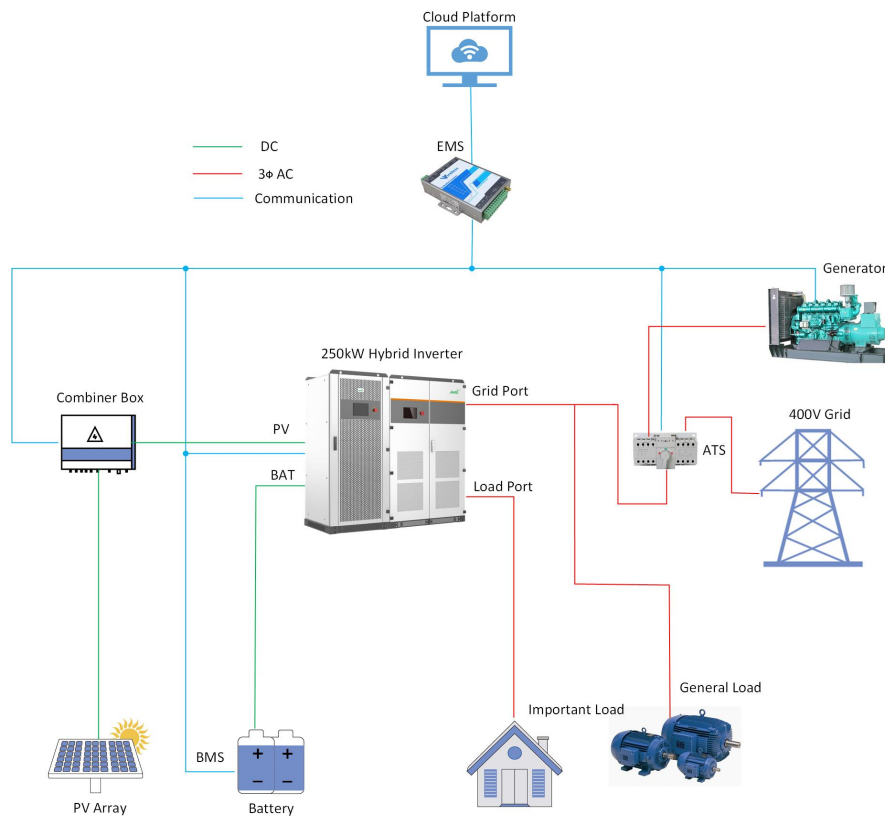 Cloud Platform
DC
EMS
3Φ AC
Communication
Generator
250kW Hybrid Inverter
Combiner Box
Grid Port
400V Grid
PV
ATS
BAT
Load Port
General Load
Important Load
BMS
PV Array
Battery